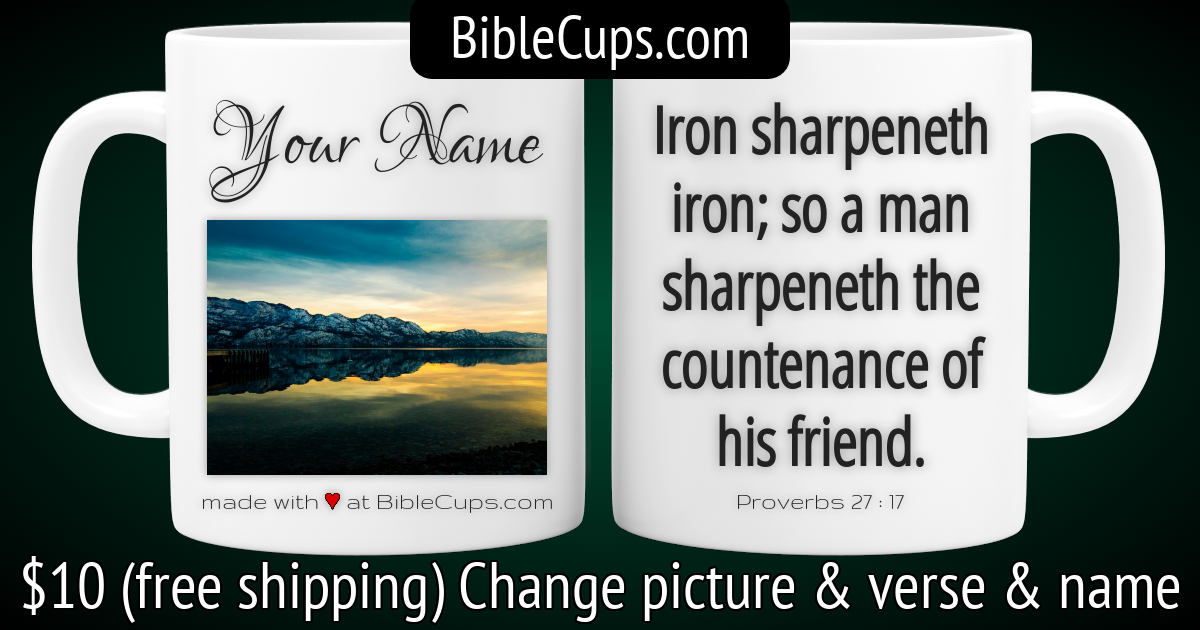 BibleCups.com
Your Name
made with ♥ at BibleCups.com
Iron sharpeneth
iron; so a man
sharpeneth the
countenance of
his friend.
Proverbs 27 : 17
$10 (free shipping) Change picture & verse & name